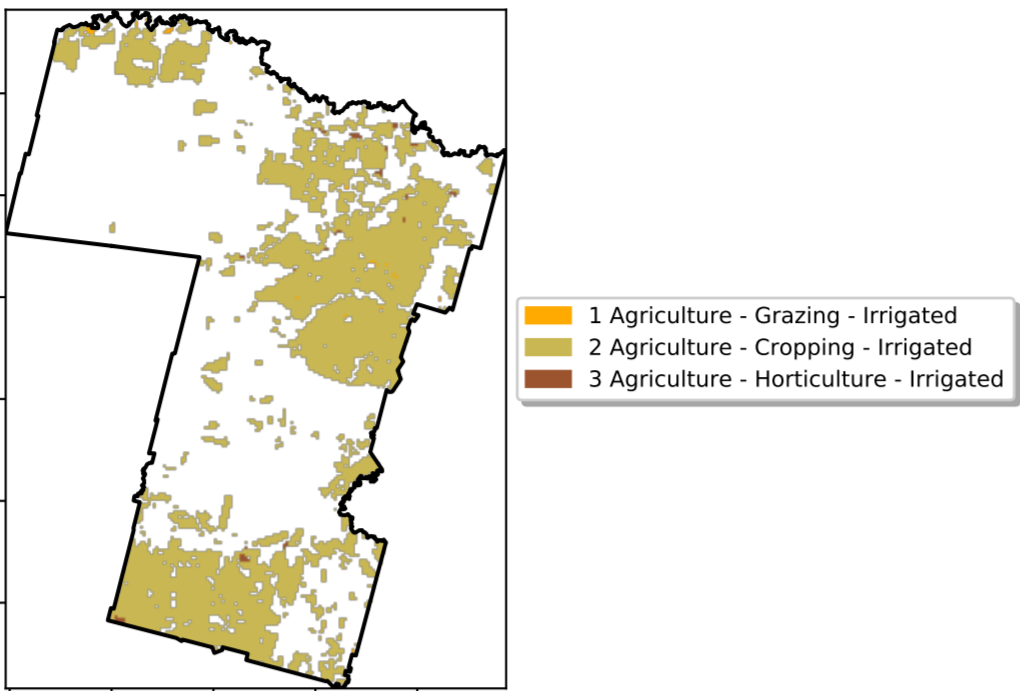 1 Agriculture - Grazing - Irrigated
2 Agriculture - Cropping - Irrigated
3 Agriculture - Horticulture - Irrigated